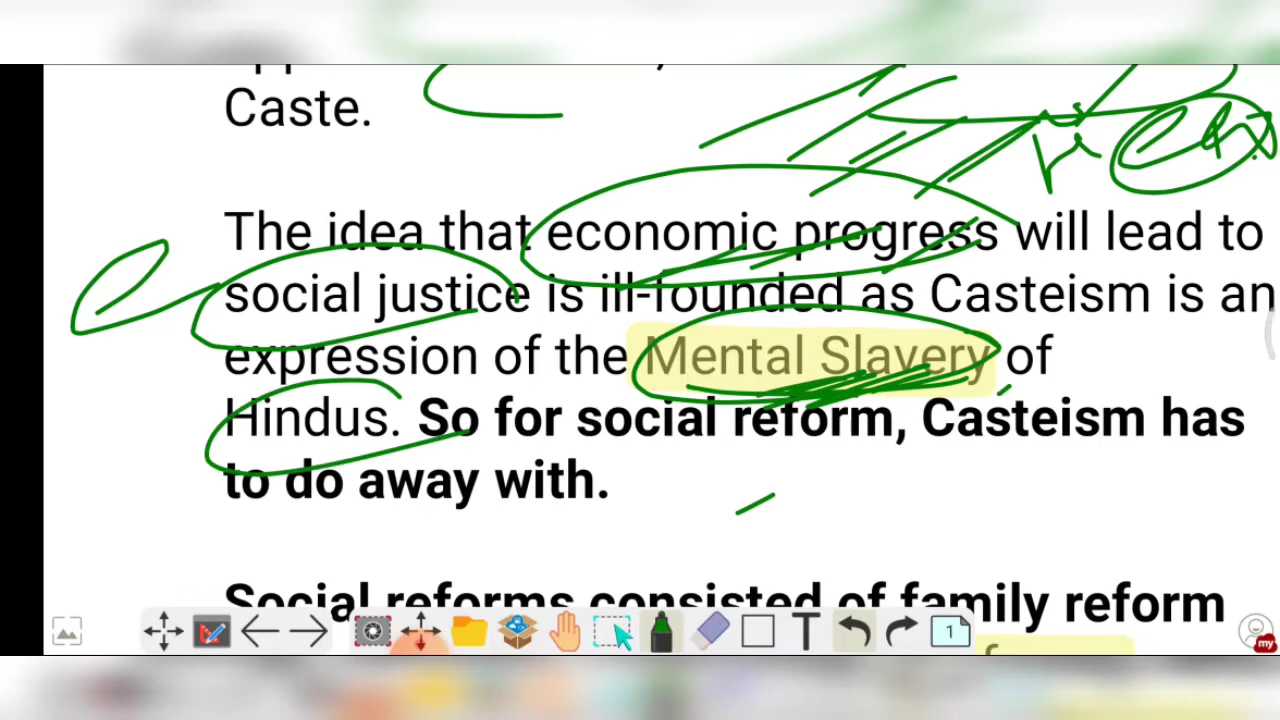 Caste.
The idea that economic progress will lead to
social justice is ill-founded as Casteism is an
expression of the Mental Slavery of
Hindus. So for social reform, Casteism has
to do away with.
Social reforms consisted of family reform
T
1
my